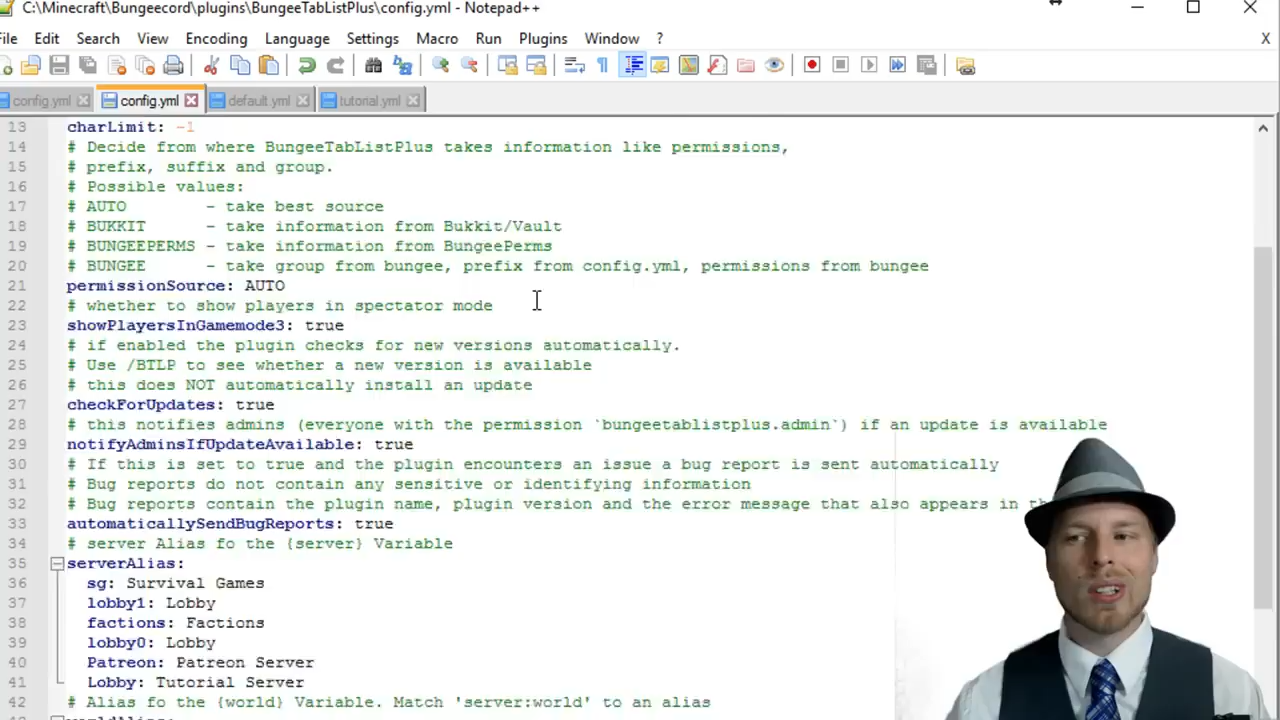 C:\Minecraft\Bungeecord\plugins\BungeeTabListPlus\config.yml - Notepad++
File Edit Search View Encoding Language Settings Macro Run Plugins Window ? X
config.yml config.yml default.yml tutorial.yml
13 charLimit: -1
14 # Decide from where BungeeTabListPlus takes information like permissions,
15 # prefix, suffix and group.
16 # Possible values:
17 # AUTO - take best source
18 # BUKKIT - take information from Bukkit/Vault
19 # BUNGEEPERMS - take information from BungeePerms
20 # BUNGEE - take group from bungee, prefix from config.yml, permissions from bungee
21 permissionSource: AUTO
22 # whether to show players in spectator mode
23 showPlayersInGamemode3: true
24 # if enabled the plugin checks for new versions automatically.
25 # Use /BTLP to see whether a new version is available
26 # this does NOT automatically install an update
27 checkForUpdates: true
28 # this notifies admins (everyone with the permission `bungeetablistplus.admin`) if an update is available
29 notifyAdminsIfUpdateAvailable: true
30 # If this is set to true and the plugin encounters an issue a bug report is sent automatically
31 # Bug reports do not contain any sensitive or identifying information
32 # Bug reports contain the plugin name, plugin version and the error message that also appears in
33 automaticallySendBugReports: true
34 # server Alias fo the {server} Variable
35 serverAlias:
36 sg: Survival Games
37 lobby1: Lobby
38 factions: Factions
39 lobby0: Lobby
40 Patreon: Patreon Server
41 Lobby: Tutorial Server
42 # Alias fo the {world} Variable. Match 'server:world' to an alias